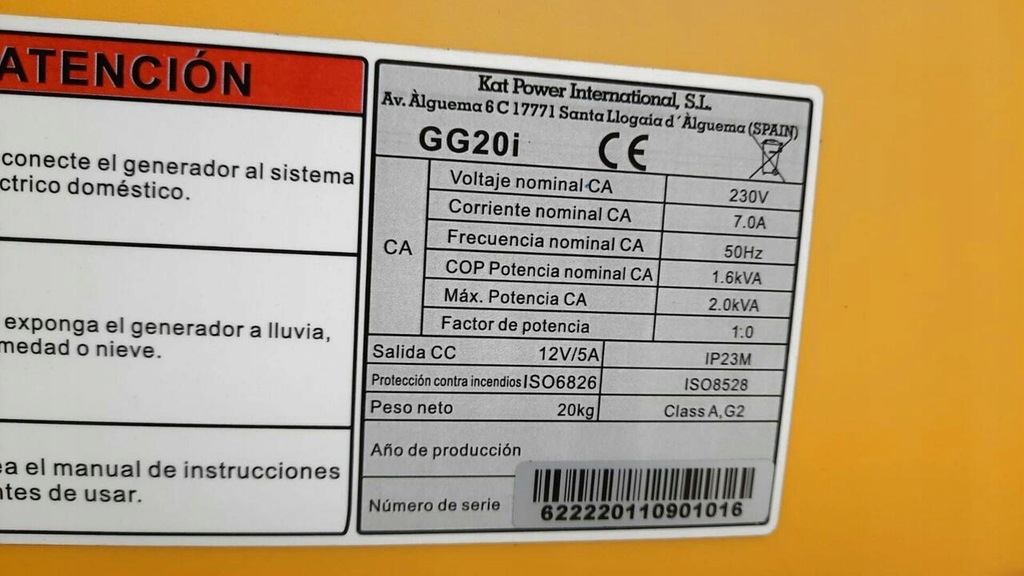 ATENCIÓN
conecte el generador al sistema
ctrico doméstico.
exponga el generador a lluvia,
medad o nieve.
ea el manual de instrucciones
ntes de usar.
Kat Power International, S.L.
Av. Àlguema 6 C 17771 Santa Llogaia d'Àlguema (SPAIN)
GG20i CE
CA
Voltaje nominal CA 230V
Corriente nominal CA 7.0A
Frecuencia nominal CA 50Hz
COP Potencia nominal CA 1.6kVA
Máx. Potencia CA 2.0kVA
Factor de potencia 1.0
Salida CC 12V/5A IP23M
Protección contra incendios ISO6826 ISO8528
Peso neto 20kg Class A,G2
Año de producción
Número de serie 622220110901016